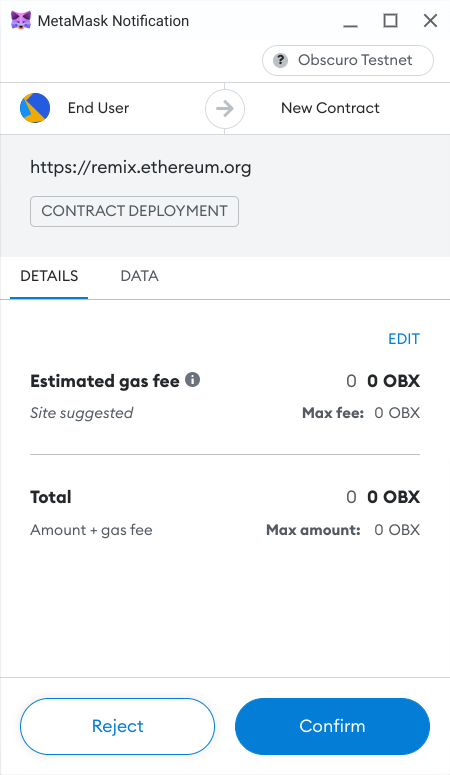 MetaMask Notification
? Obscuro Testnet
End User
New Contract
https://remix.ethereum.org
CONTRACT DEPLOYMENT
DETAILS DATA
EDIT
Estimated gas fee i 0 0 OBX
Site suggested Max fee: 0 OBX
Total 0 0 OBX
Amount + gas fee Max amount: 0 OBX
Reject Confirm